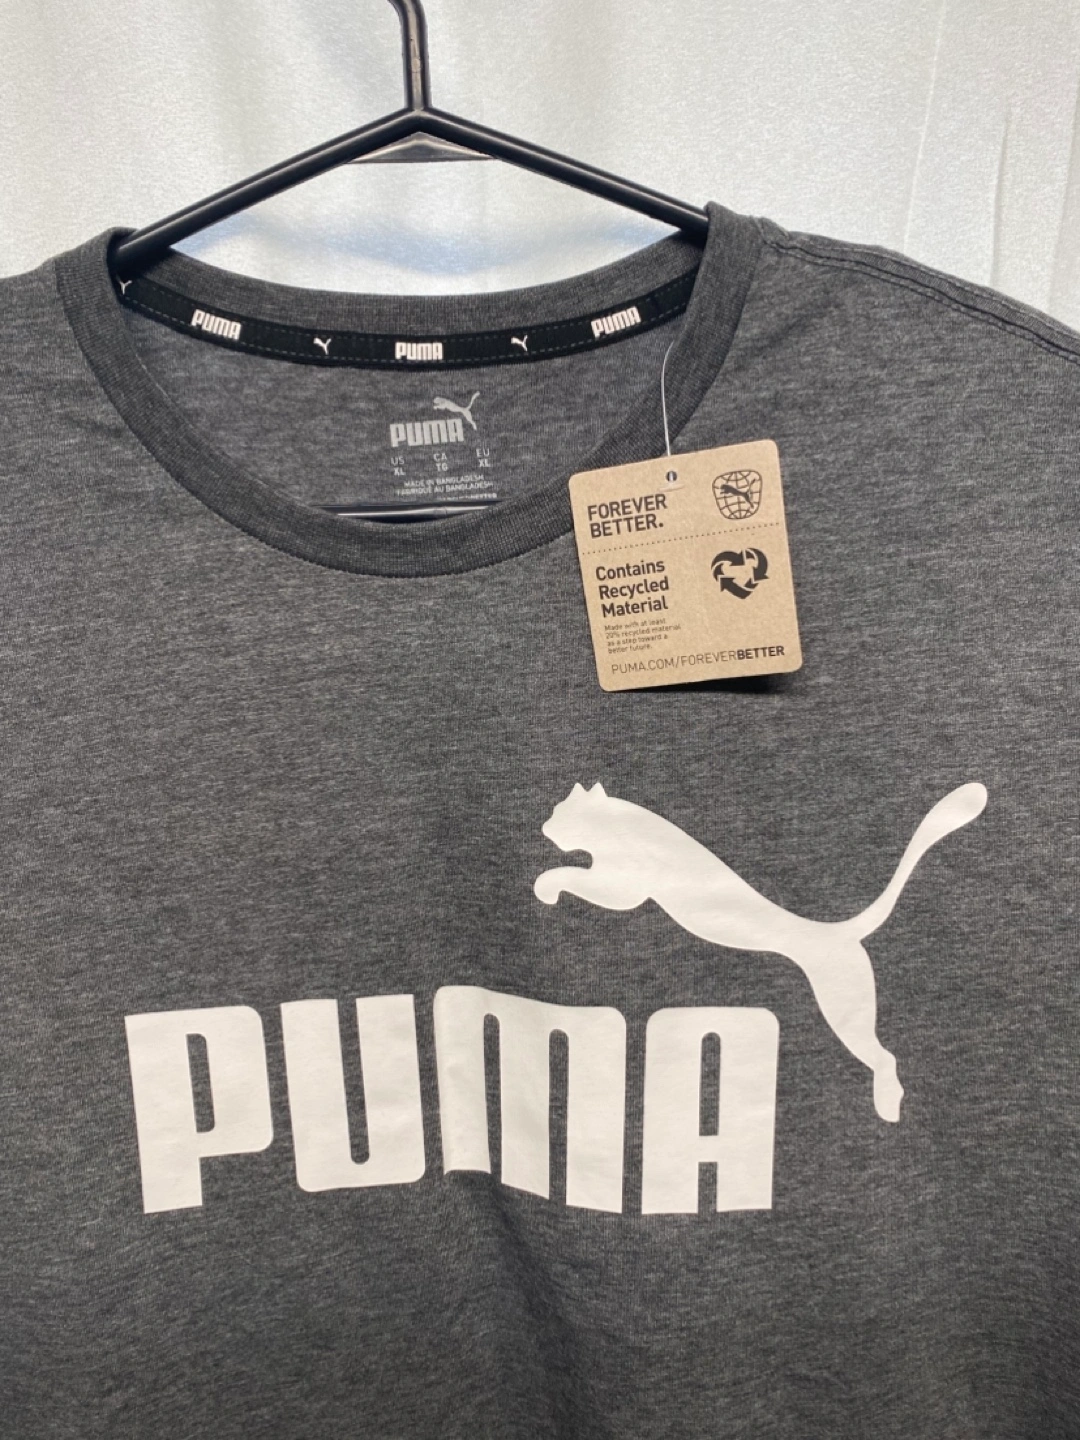 PUMA PUMA PUMA
PUMA
US CA EU
XL TG XL
MADE IN BANGLADESH
FABRIQUÉ AU BANGLADESH
FOREVER
BETTER.
Contains
Recycled
Material
Made with at least
20% recycled material
as a step toward a
better future.
PUMA.COM/FOREVERBETTER
PUMA